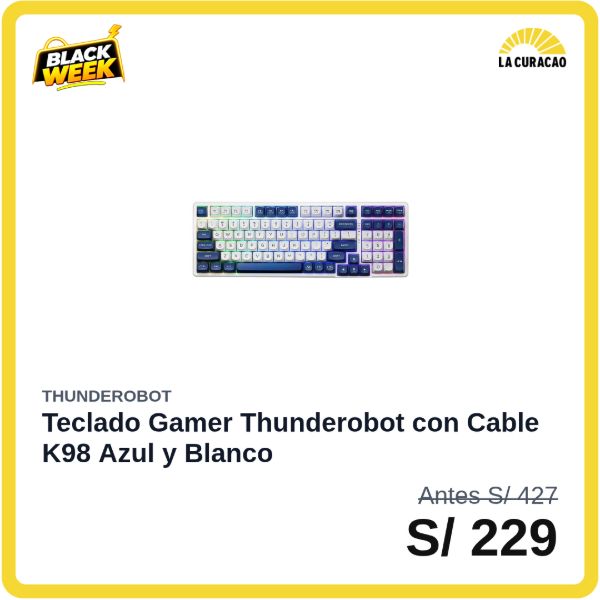 BLACK
WEEK
LA CURACAO
THUNDEROBOT
Teclado Gamer Thunderobot con Cable
K98 Azul y Blanco
Antes S/ 427
S/ 229